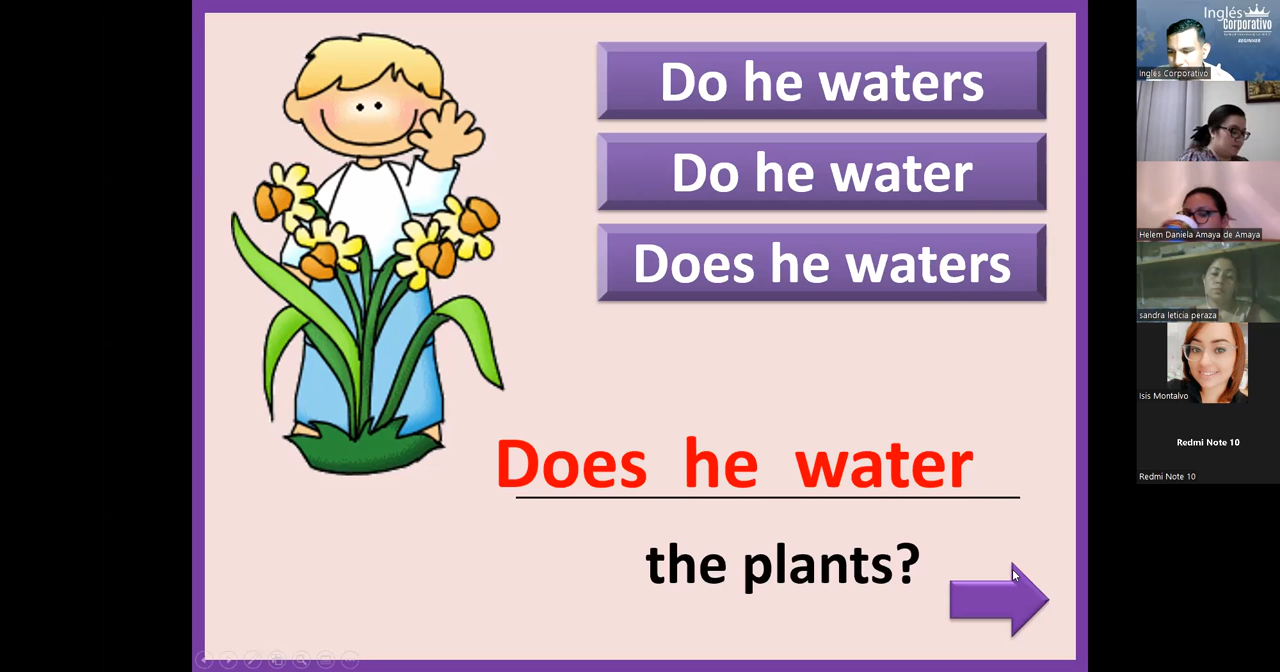 Do he waters
Do he water
Does he waters
Does he water
the plants?
Inglés
Corporativo
BEGINNER
Inglés Corporativo
Helem Daniela Amaya de Amaya
sandra leticia peraza
Isis Montalvo
Redmi Note 10
Redmi Note 10